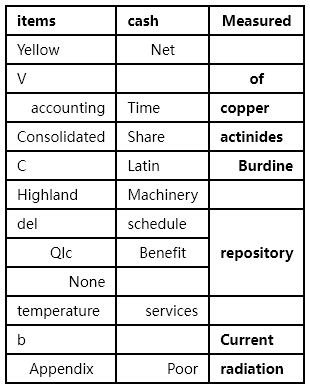 items cash Measured
Yellow Net
V of
accounting Time copper
Consolidated Share actinides
C Latin Burdine
Highland Machinery
del schedule
Qlc Benefit repository
None
temperature services
b Current
Appendix Poor radiation